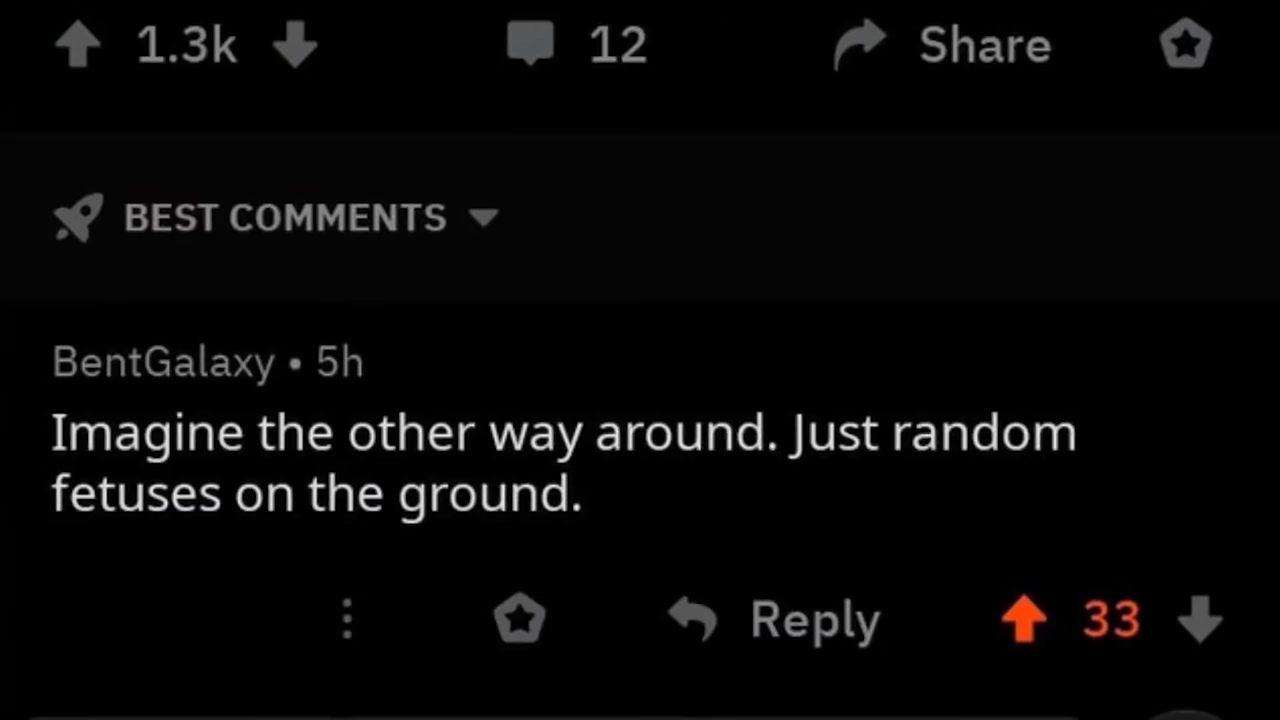 1.3k 12 Share
BEST COMMENTS
BentGalaxy • 5h
Imagine the other way around. Just random
fetuses on the ground.
Reply 33